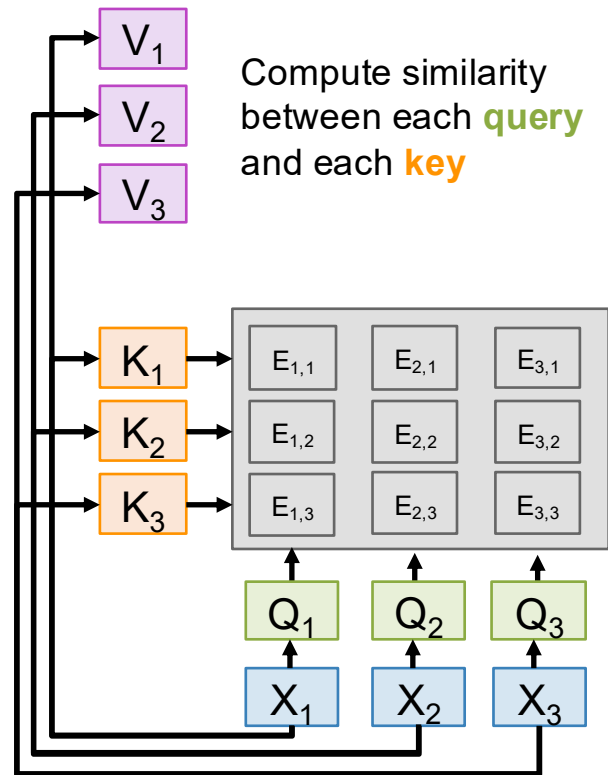 V1
V2
V3
Compute similarity
between each query
and each key
K1
E1,1 E2,1 E3,1
K2
E1,2 E2,2 E3,2
K3
E1,3 E2,3 E3,3
Q1 Q2 Q3
X1 X2 X3